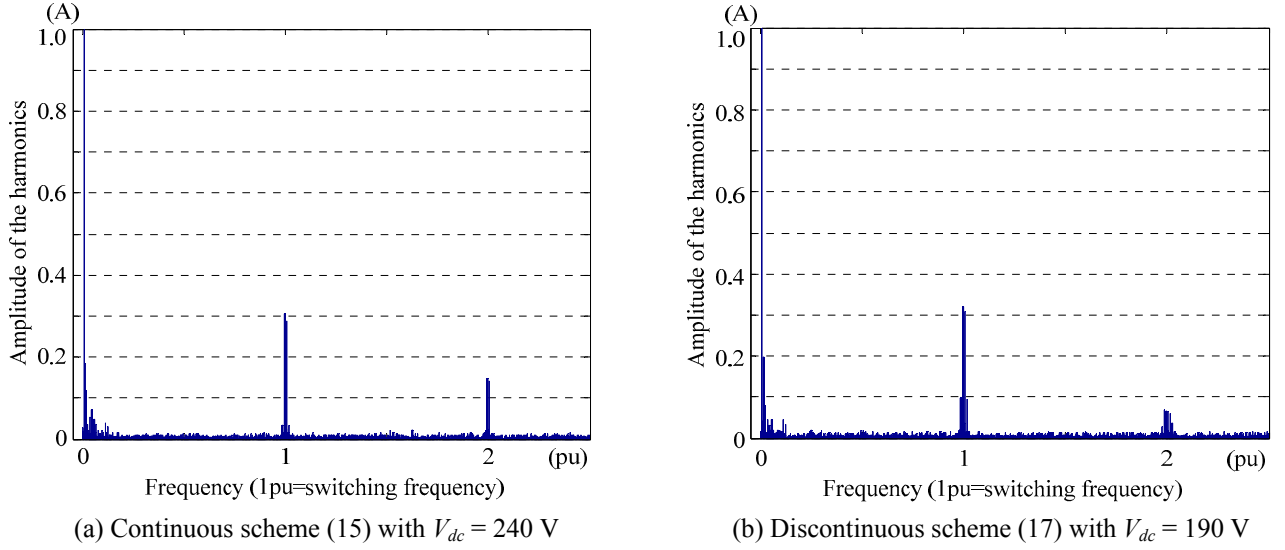 (A)
1.0
0.8
0.6
0.4
0.2
0
0 1 2 (pu)
Amplitude of the harmonics
Frequency (1pu=switching frequency)
(a) Continuous scheme (15) with Vdc = 240 V
(A)
1.0
0.8
0.6
0.4
0.2
0
0 1 2 (pu)
Amplitude of the harmonics
Frequency (1pu=switching frequency)
(b) Discontinuous scheme (17) with Vdc = 190 V